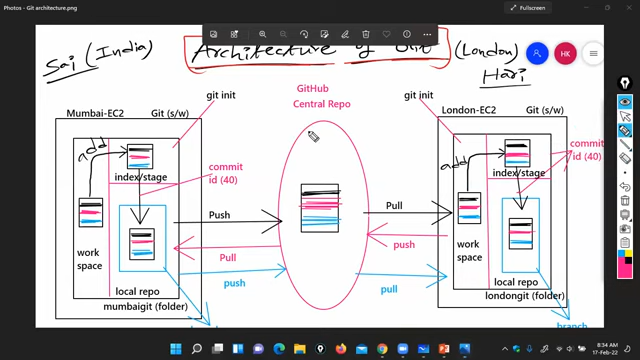 Photos - Git architecture.png
Fullscreen
Sai (India)
Architecture of Git
(London)
Hari
HK
GitHub
Central Repo
Mumbai-EC2
Git (s/w)
git init
add
index/stage
commit
id (40)
work
space
local repo
mumbaigit (folder)
Push
Pull
push
Pull
push
pull
git init
London-EC2
Git (s/w)
add
index/stage
commit
id (40)
work
space
local repo
londongit (folder)
branch
8:34 AM
17-Feb-22